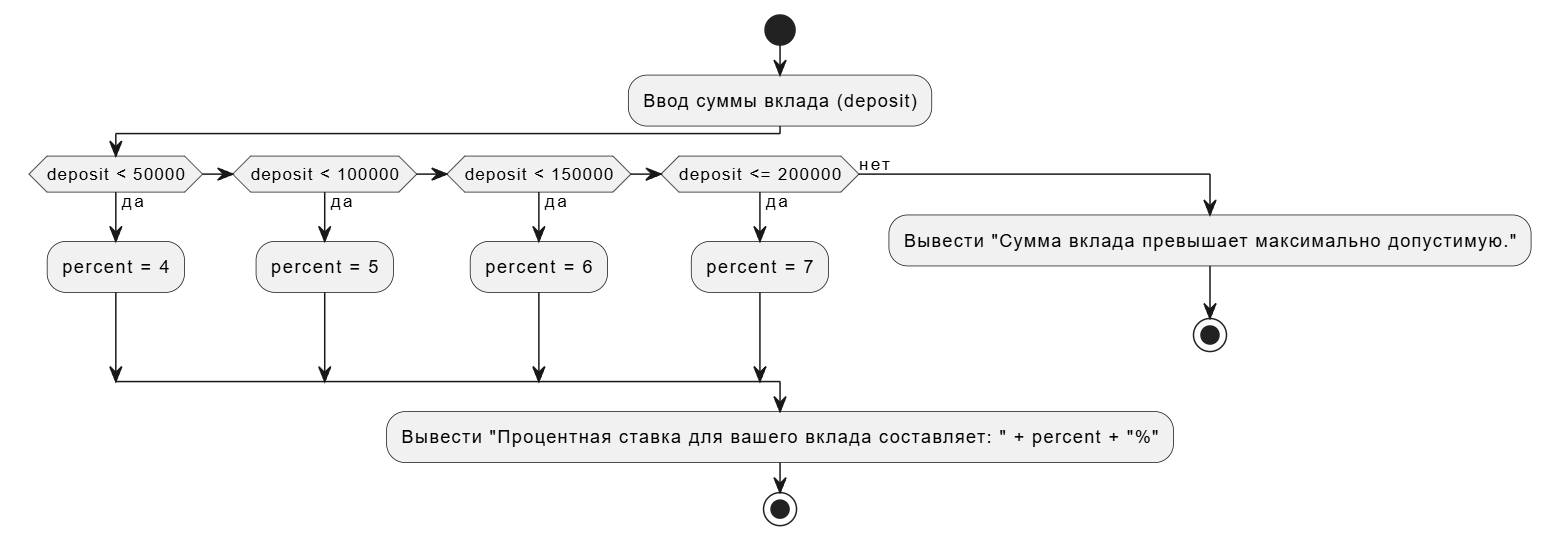 Ввод суммы вклада (deposit)
deposit < 50000
deposit < 100000
deposit < 150000
deposit <= 200000
нет
да
да
да
да
Вывести "Сумма вклада превышает максимально допустимую."
percent = 4
percent = 5
percent = 6
percent = 7
Вывести "Процентная ставка для вашего вклада составляет: " + percent + "%"